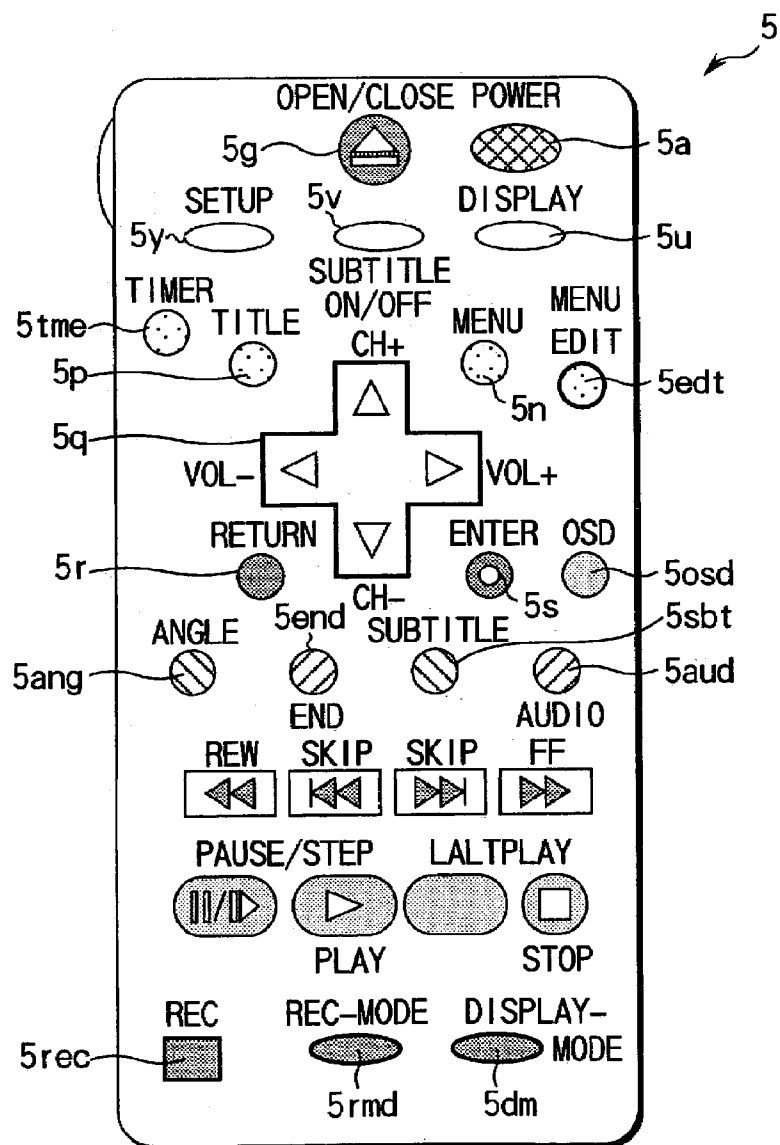 5
OPEN/CLOSE POWER
5g
5a
SETUP
5v
DISPLAY
5y
5u
SUBTITLE
ON/OFF
TIMER
TITLE
MENU
MENU
EDIT
5tme
5p
CH+
5n
5edt
5q
VOL-
VOL+
RETURN
ENTER
OSD
5r
CH-
5s
5osd
ANGLE
5end
SUBTITLE
5sbt
5ang
5aud
END
AUDIO
REW
SKIP
SKIP
FF
PAUSE/STEP
LALTPLAY
PLAY
STOP
REC
REC-MODE
DISPLAY-
MODE
5rec
5rmd
5dm